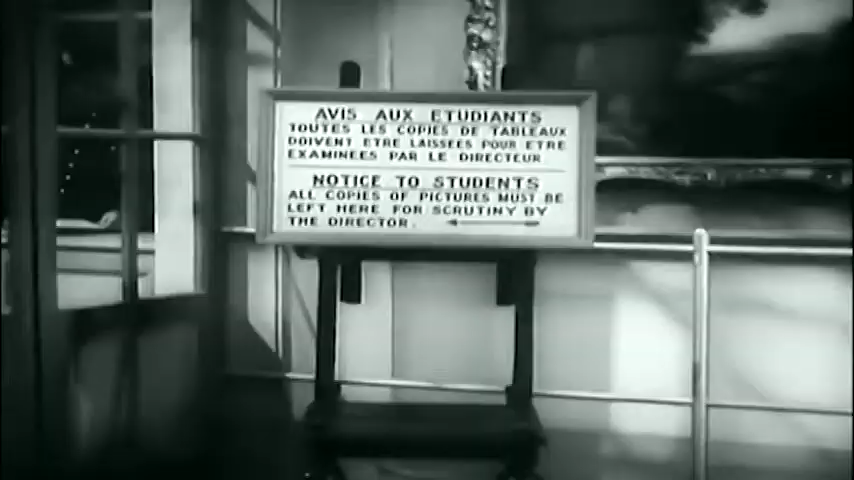 AVIS AUX ETUDIANTS
TOUTES LES COPIES DE TABLEAUX
DOIVENT ETRE LAISSEES POUR ETRE
EXAMINEES PAR LE DIRECTEUR.
NOTICE TO STUDENTS
ALL COPIES OF PICTURES MUST BE
LEFT HERE FOR SCRUTINY BY
THE DIRECTOR.